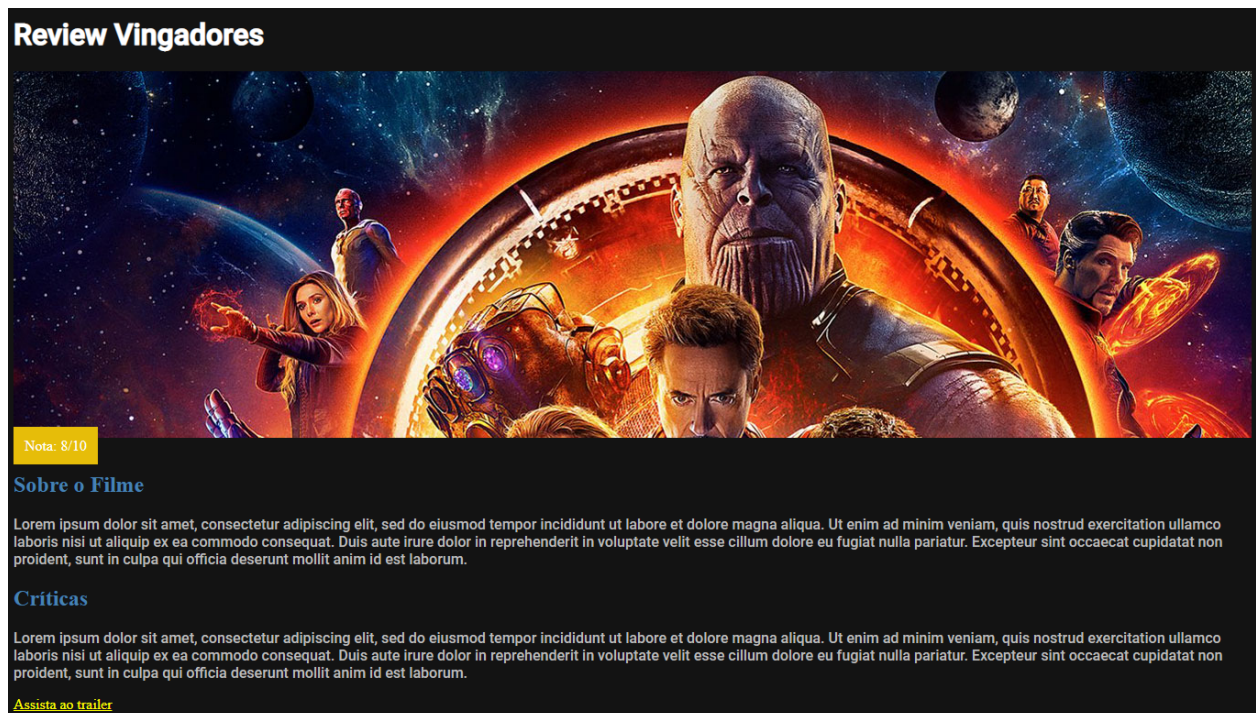 Review Vingadores
Nota: 8/10
Sobre o Filme
Lorem ipsum dolor sit amet, consectetur adipiscing elit, sed do eiusmod tempor incididunt ut labore et dolore magna aliqua. Ut enim ad minim veniam, quis nostrud exercitation ullamco
laboris nisi ut aliquip ex ea commodo consequat. Duis aute irure dolor in reprehenderit in voluptate velit esse cillum dolore eu fugiat nulla pariatur. Excepteur sint occaecat cupidatat non
proident, sunt in culpa qui officia deserunt mollit anim id est laborum.
Críticas
Lorem ipsum dolor sit amet, consectetur adipiscing elit, sed do eiusmod tempor incididunt ut labore et dolore magna aliqua. Ut enim ad minim veniam, quis nostrud exercitation ullamco
laboris nisi ut aliquip ex ea commodo consequat. Duis aute irure dolor in reprehenderit in voluptate velit esse cillum dolore eu fugiat nulla pariatur. Excepteur sint occaecat cupidatat non
proident, sunt in culpa qui officia deserunt mollit anim id est laborum.
Assista ao trailer